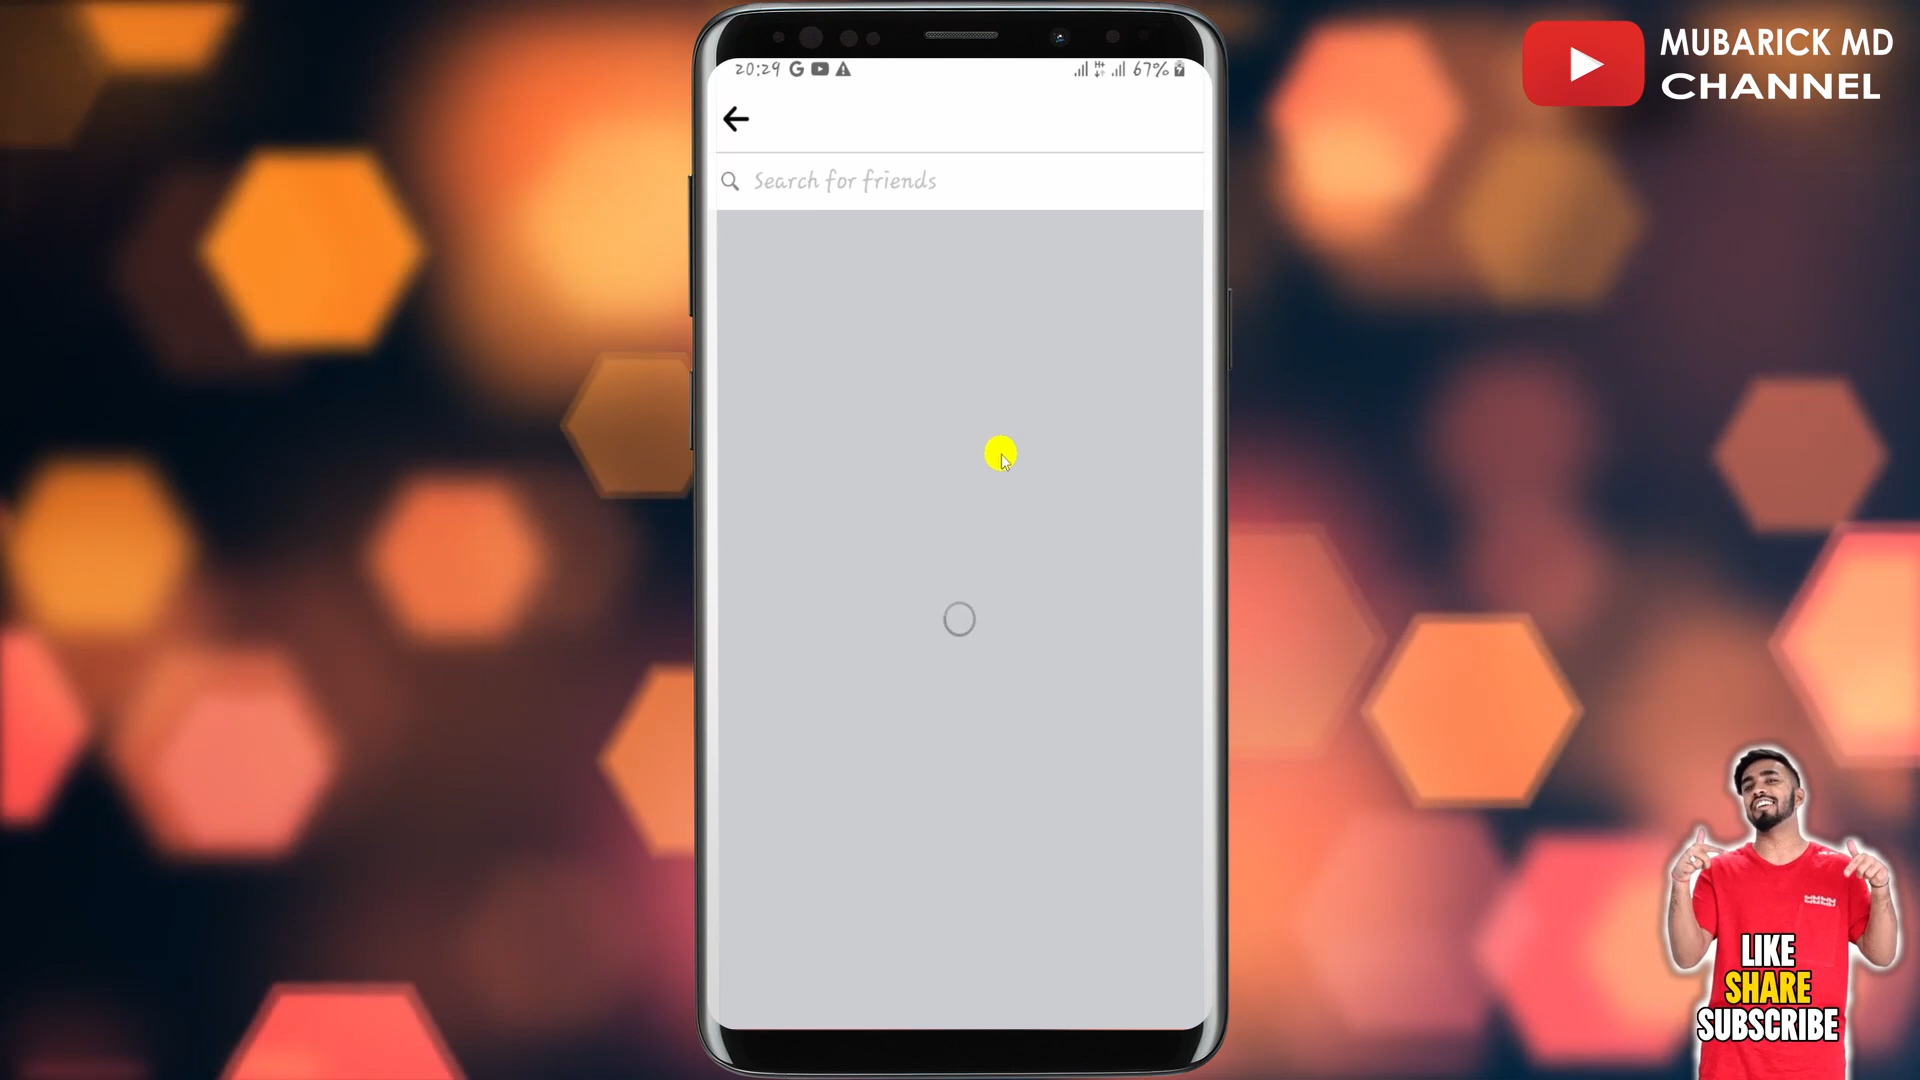 MUBARICK MD
CHANNEL
20:29
67%
Search for friends
LIKE
SHARE
SUBSCRIBE